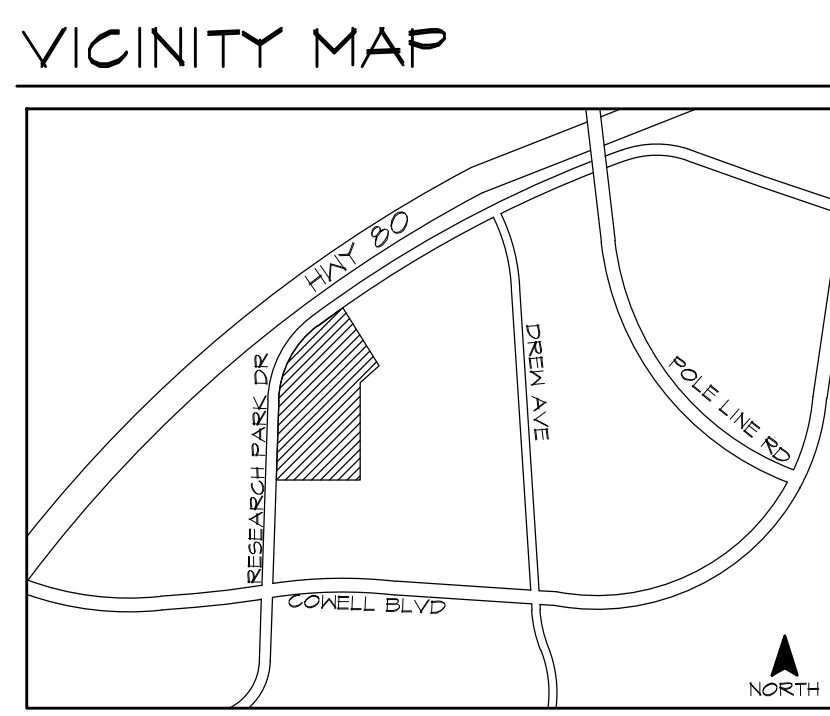 VICINITY MAP
HWY 80
DREW AVE
POLE LINE RD
RESEARCH PARK DR
COWELL BLVD
NORTH